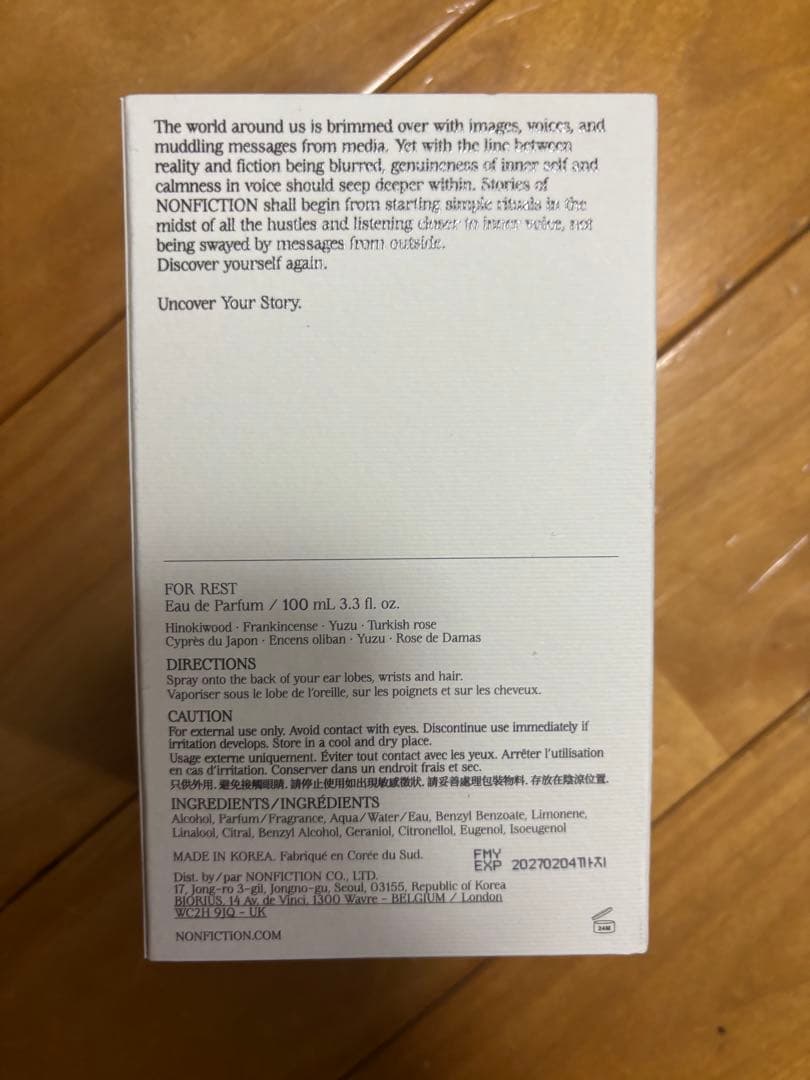 The world around us is brimmed over with images, voices, and
muddling messages from media. Yet with the line between
reality and fiction being blurred, genuineness of inner self and
calmness in voice should seep deeper within. Stories of
NONFICTION shall begin from starting simple rituals in the
midst of all the hustles and listening closer to inner voice, not
being swayed by messages from outside.
Discover yourself again.
Uncover Your Story.
FOR REST
Eau de Parfum / 100 mL 3.3 fl. oz.
Hinokiwood · Frankincense · Yuzu · Turkish rose
Cyprès du Japon · Encens oliban · Yuzu · Rose de Damas
DIRECTIONS
Spray onto the back of your ear lobes, wrists and hair.
Vaporiser sous le lobe de l'oreille, sur les poignets et sur les cheveux.
CAUTION
For external use only. Avoid contact with eyes. Discontinue use immediately if
irritation develops. Store in a cool and dry place.
Usage externe uniquement. Éviter tout contact avec les yeux. Arrêter l'utilisation
en cas d'irritation. Conserver dans un endroit frais et sec.
只供外用. 避免接觸眼睛. 請停止使用如出現敏感徵狀. 請妥善處理包裝物料. 存放在陰涼位置.
INGREDIENTS/INGRÉDIENTS
Alcohol, Parfum/Fragrance, Aqua/Water/Eau, Benzyl Benzoate, Limonene,
Linalool, Citral, Benzyl Alcohol, Geraniol, Citronellol, Eugenol, Isoeugenol
MADE IN KOREA. Fabriqué en Corée du Sud.
FMY
EXP 20270204까지
Dist. by/par NONFICTION CO., LTD.
17, Jong-ro 3-gil, Jongno-gu, Seoul, 03155, Republic of Korea
BIORIUS, 14 Av. de Vinci, 1300 Wavre - BELGIUM / London
WC2H 9JQ - UK
NONFICTION.COM
24M